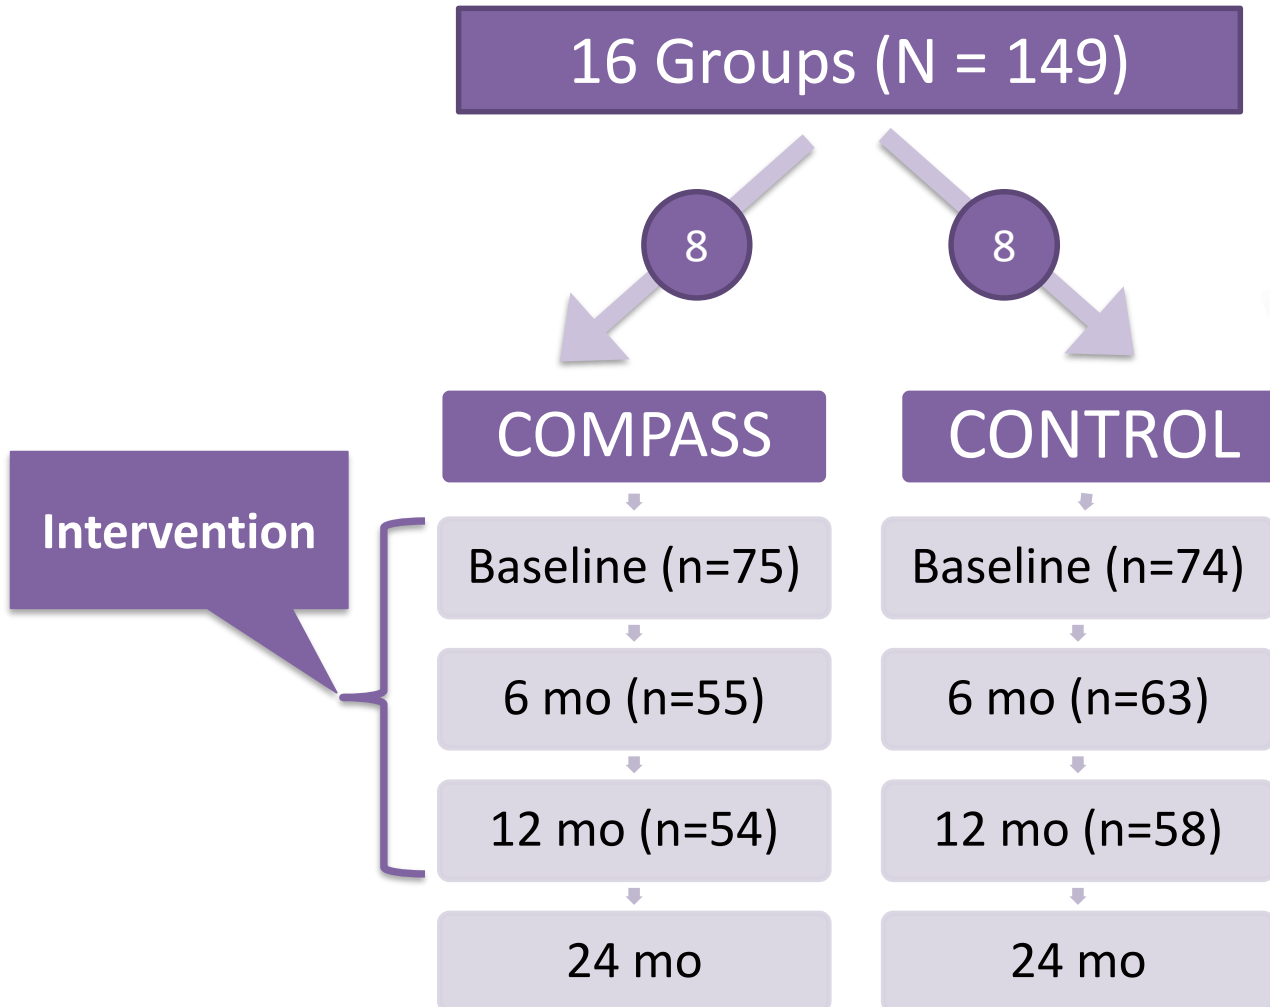 16 Groups (N = 149)
8
8
COMPASS
CONTROL
Intervention
Baseline (n=75)
Baseline (n=74)
6 mo (n=55)
6 mo (n=63)
12 mo (n=54)
12 mo (n=58)
24 mo
24 mo